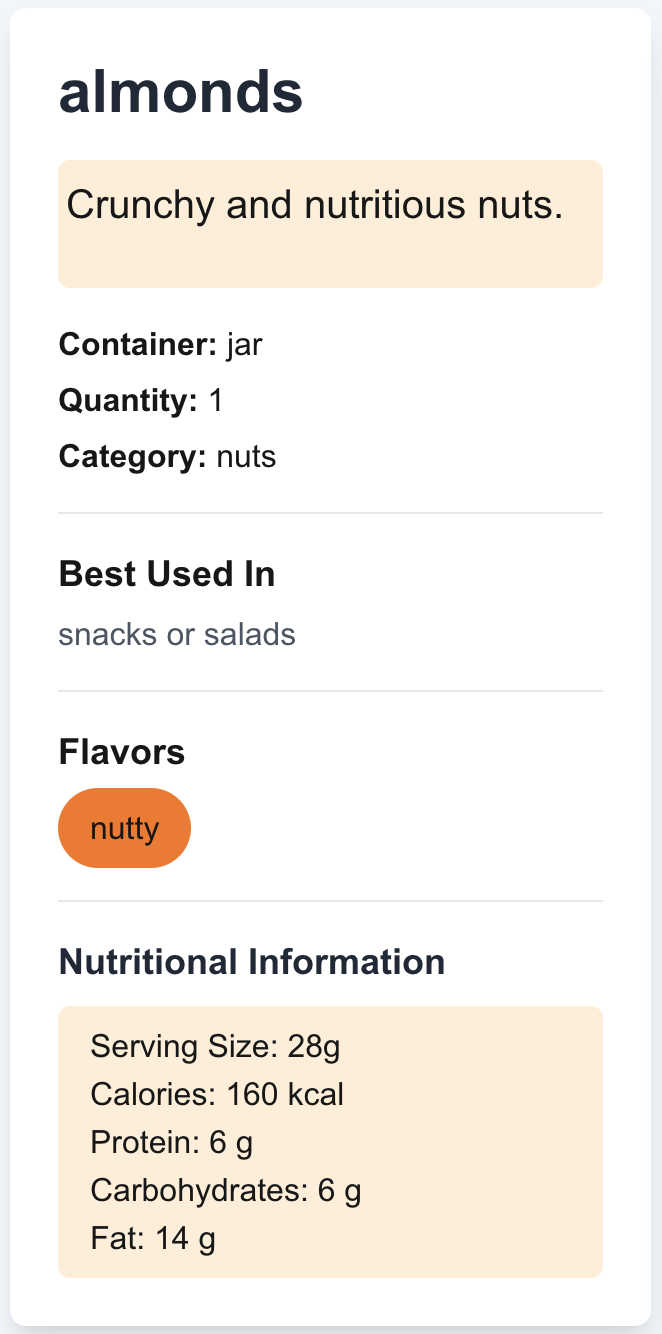 almonds
Crunchy and nutritious nuts.
Container: jar
Quantity: 1
Category: nuts
Best Used In
snacks or salads
Flavors
nutty
Nutritional Information
Serving Size: 28g
Calories: 160 kcal
Protein: 6 g
Carbohydrates: 6 g
Fat: 14 g